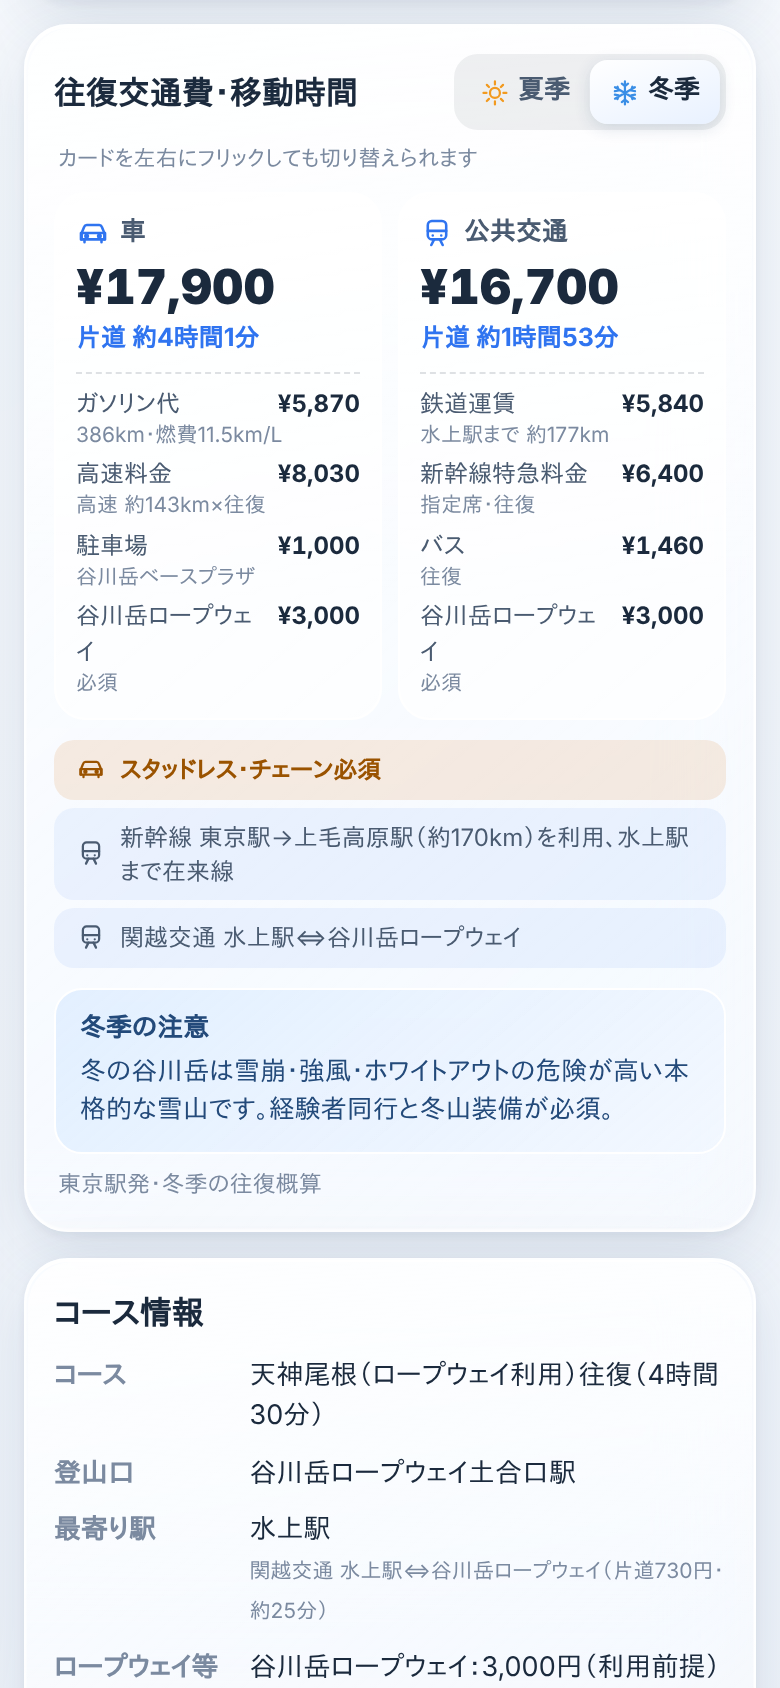 往復交通費・移動時間
夏季 冬季
カードを左右にフリックしても切り替えられます
車
¥17,900
片道 約4時間1分
ガソリン代 ¥5,870
386km・燃費11.5km/L
高速料金 ¥8,030
高速 約143km×往復
駐車場 ¥1,000
谷川岳ベースプラザ
谷川岳ロープウェ ¥3,000
イ
必須
公共交通
¥16,700
片道 約1時間53分
鉄道運賃 ¥5,840
水上駅まで 約177km
新幹線特急料金 ¥6,400
指定席・往復
バス ¥1,460
往復
谷川岳ロープウェ ¥3,000
イ
必須
スタッドレス・チェーン必須
新幹線 東京駅→上毛高原駅（約170km）を利用、水上駅
まで在来線
関越交通 水上駅⇔谷川岳ロープウェイ
冬季の注意
冬の谷川岳は雪崩・強風・ホワイトアウトの危険が高い本
格的な雪山です。経験者同行と冬山装備が必須。
東京駅発・冬季の往復概算
コース情報
コース 天神尾根（ロープウェイ利用）往復（4時間
30分）
登山口 谷川岳ロープウェイ土合口駅
最寄り駅 水上駅
関越交通 水上駅⇔谷川岳ロープウェイ（片道730円・
約25分）
ロープウェイ等 谷川岳ロープウェイ：3,000円（利用前提）